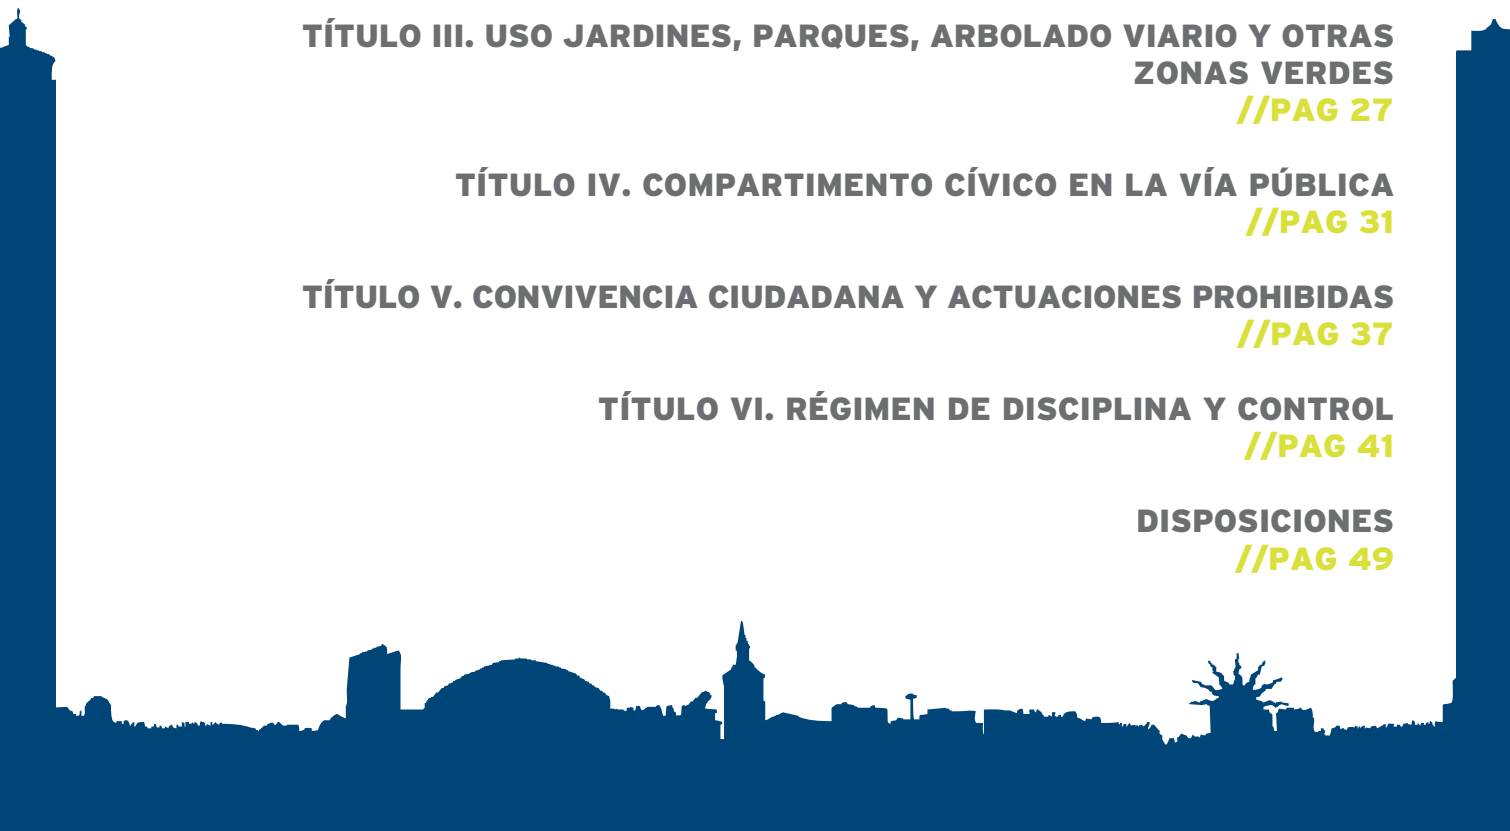 TÍTULO III. USO JARDINES, PARQUES, ARBOLADO VIARIO Y OTRAS
ZONAS VERDES
//PAG 27
TÍTULO IV. COMPARTIMENTO CÍVICO EN LA VÍA PÚBLICA
//PAG 31
TÍTULO V. CONVIVENCIA CIUDADANA Y ACTUACIONES PROHIBIDAS
//PAG 37
TÍTULO VI. RÉGIMEN DE DISCIPLINA Y CONTROL
//PAG 41
DISPOSICIONES
//PAG 49